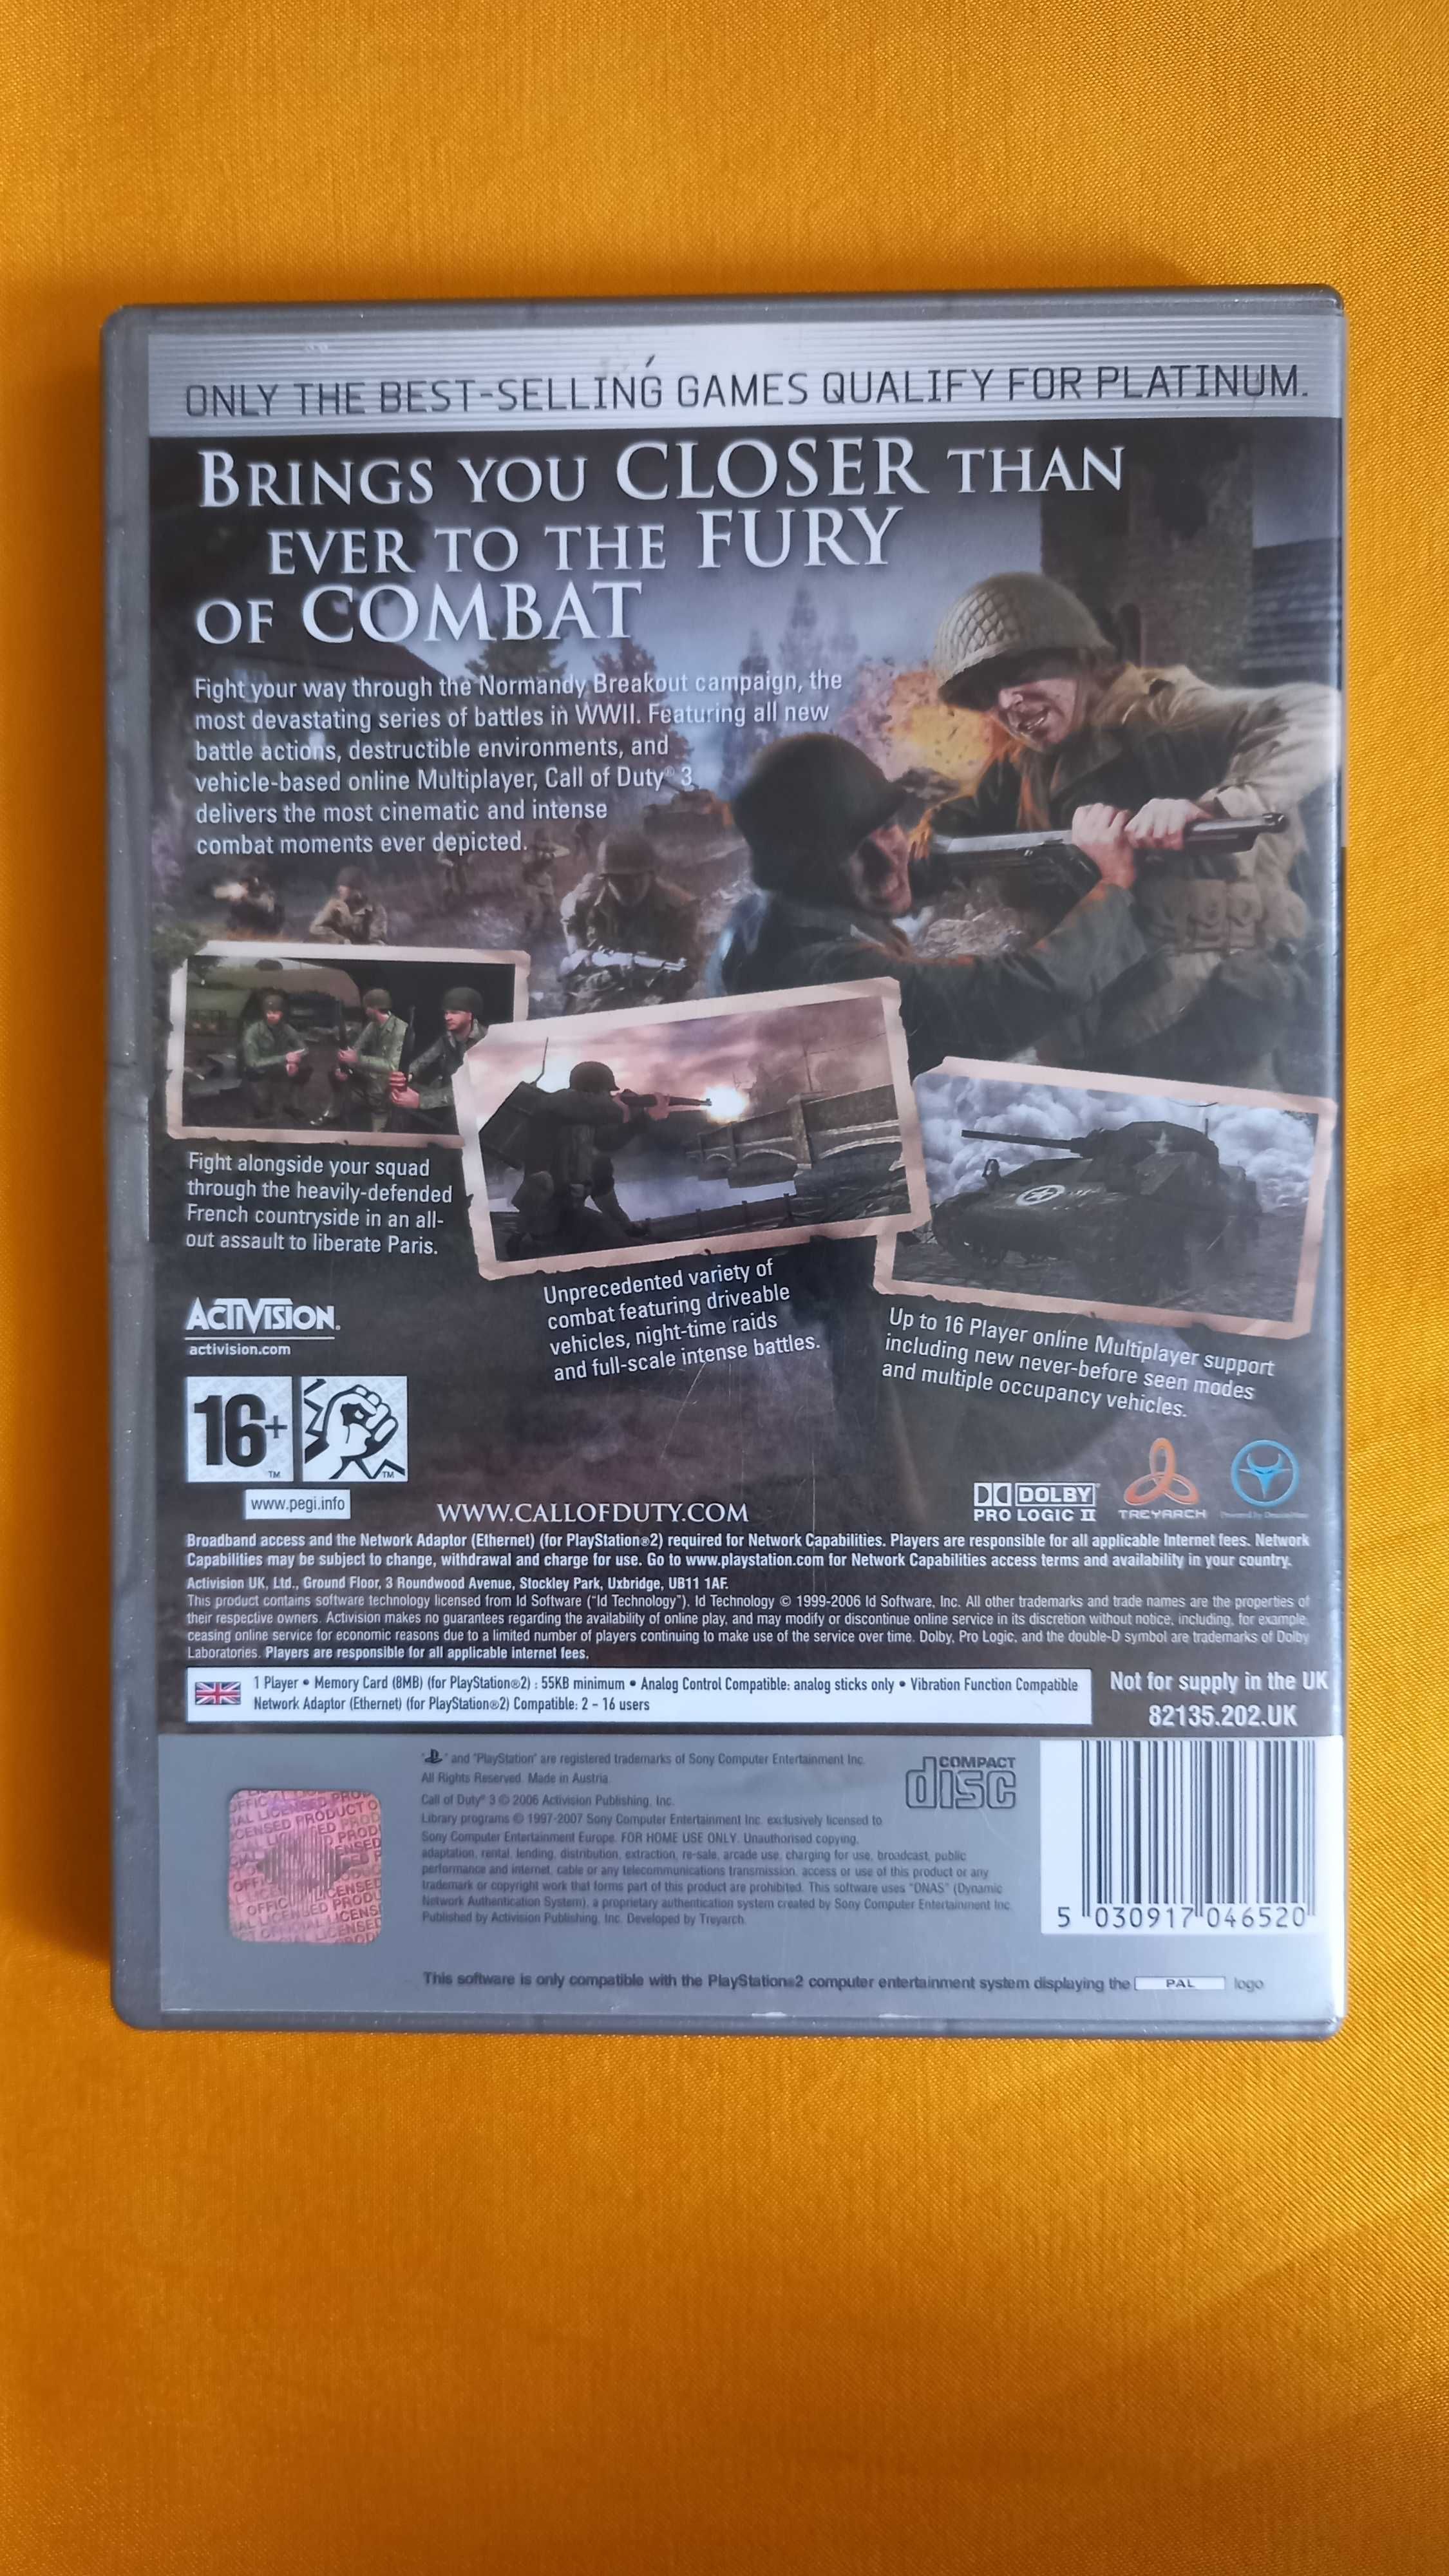 ONLY THE BEST-SELLING GAMES QUALIFY FOR PLATINUM.
BRINGS YOU CLOSER THAN
EVER TO THE FURY
OF COMBAT
Fight your way through the Normandy Breakout campaign, the
most devastating series of battles in WWII. Featuring all new
battle actions, destructible environments, and
vehicle-based online Multiplayer, Call of Duty® 3
delivers the most cinematic and intense
combat moments ever depicted.
Fight alongside your squad
through the heavily-defended
French countryside in an all-
out assault to liberate Paris.
Unprecedented variety of
combat featuring driveable
vehicles, night-time raids
and full-scale intense battles.
Up to 16 Player online Multiplayer support
including new never-before seen modes
and multiple occupancy vehicles.
ACTIVISION.
activision.com
16+
TM
TM
www.pegi.info
WWW.CALLOFDUTY.COM
DOLBY
PRO LOGIC II
TREYARCH
Broadband access and the Network Adaptor (Ethernet) (for PlayStation®2) required for Network Capabilities. Players are responsible for all applicable Internet fees. Network
Capabilities may be subject to change, withdrawal and charge for use. Go to www.playstation.com for Network Capabilities access terms and availability in your country.
Activision UK, Ltd., Ground Floor, 3 Roundwood Avenue, Stockley Park, Uxbridge, UB11 1AF.
This product contains software technology licensed from Id Software ("Id Technology"). Id Technology © 1999-2006 Id Software, Inc. All other trademarks and trade names are the properties of
their respective owners. Activision makes no guarantees regarding the availability of online play, and may modify or discontinue online service in its discretion without notice, including, for example,
ceasing online service for economic reasons due to a limited number of players continuing to make use of the service over time. Dolby, Pro Logic, and the double-D symbol are trademarks of Dolby
Laboratories. Players are responsible for all applicable internet fees.
1 Player • Memory Card (8MB) (for PlayStation®2) : 55KB minimum • Analog Control Compatible: analog sticks only • Vibration Function Compatible
Network Adaptor (Ethernet) (for PlayStation®2) Compatible: 2 – 16 users
Not for supply in the UK
82135.202.UK
" " and "PlayStation" are registered trademarks of Sony Computer Entertainment Inc.
All Rights Reserved. Made in Austria.
Call of Duty® 3 © 2006 Activision Publishing, Inc.
Library programs © 1997-2007 Sony Computer Entertainment Inc. exclusively licensed to
Sony Computer Entertainment Europe. FOR HOME USE ONLY. Unauthorised copying,
adaptation, rental, lending, distribution, extraction, re-sale, arcade use, charging for use, broadcast, public
performance and internet, cable or any telecommunications transmission, access or use of this product or any
trademark or copyright work that forms part of this product are prohibited. This software uses "DNAS" (Dynamic
Network Authentication System), a proprietary authentication system created by Sony Computer Entertainment Inc.
Published by Activision Publishing, Inc. Developed by Treyarch.
COMPACT
disc
5 030917 046520
OFFICIAL LICENSED PRODUCT
This software is only compatible with the PlayStation®2 computer entertainment system displaying the PAL logo